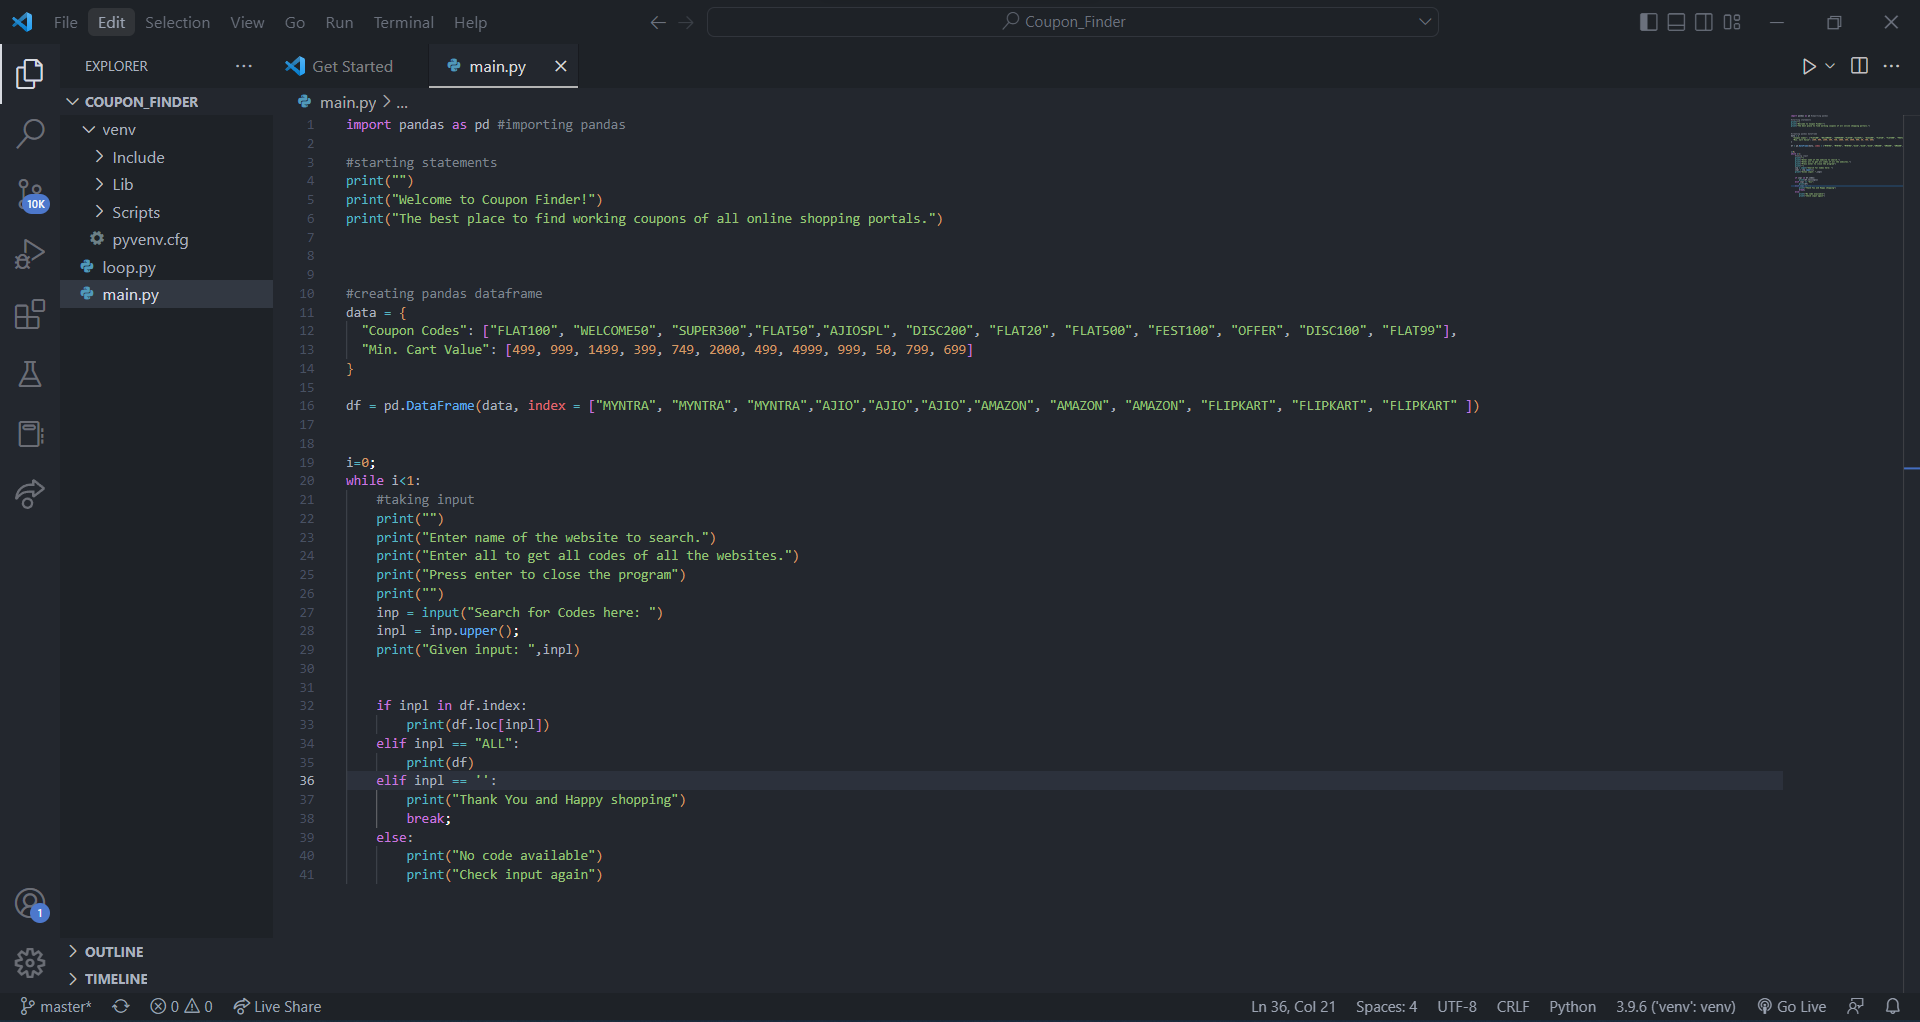 File Edit Selection View Go Run Terminal Help
Coupon_Finder
EXPLORER
Get Started
main.py
COUPON_FINDER
venv
Include
Lib
Scripts
pyvenv.cfg
loop.py
main.py
10K
1
OUTLINE
TIMELINE
main.py > ...
1 import pandas as pd #importing pandas
2
3 #starting statements
4 print("")
5 print("Welcome to Coupon Finder!")
6 print("The best place to find working coupons of all online shopping portals.")
7
8
9
10 #creating pandas dataframe
11 data = {
12 "Coupon Codes": ["FLAT100", "WELCOME50", "SUPER300","FLAT50","AJIOSPL", "DISC200", "FLAT20", "FLAT500", "FEST100", "OFFER", "DISC100", "FLAT99"],
13 "Min. Cart Value": [499, 999, 1499, 399, 749, 2000, 499, 4999, 999, 50, 799, 699]
14 }
15
16 df = pd.DataFrame(data, index = ["MYNTRA", "MYNTRA", "MYNTRA","AJIO","AJIO","AJIO","AMAZON", "AMAZON", "AMAZON", "FLIPKART", "FLIPKART", "FLIPKART" ])
17
18
19 i=0;
20 while i<1:
21 #taking input
22 print("")
23 print("Enter name of the website to search.")
24 print("Enter all to get all codes of all the websites.")
25 print("Press enter to close the program")
26 print("")
27 inp = input("Search for Codes here: ")
28 inpl = inp.upper();
29 print("Given input: ",inpl)
30
31
32 if inpl in df.index:
33 print(df.loc[inpl])
34 elif inpl == "ALL":
35 print(df)
36 elif inpl == '':
37 print("Thank You and Happy shopping")
38 break;
39 else:
40 print("No code available")
41 print("Check input again")
master* 0 0 Live Share Ln 36, Col 21 Spaces: 4 UTF-8 CRLF Python 3.9.6 ('venv': venv) Go Live